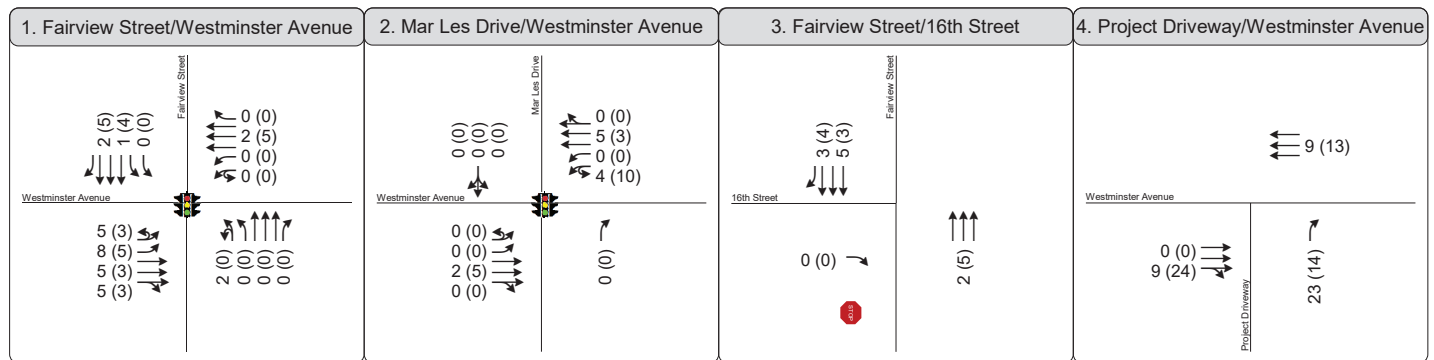 1. Fairview Street/Westminster Avenue
Fairview Street
2 (5)
1 (4)
0 (0)
0 (0)
2 (5)
0 (0)
0 (0)
Westminster Avenue
5 (3)
8 (5)
5 (3)
5 (3)
2 (0)
0 (0)
0 (0)
0 (0)
2. Mar Les Drive/Westminster Avenue
Mar Les Drive
0 (0)
0 (0)
0 (0)
0 (0)
5 (3)
0 (0)
4 (10)
Westminster Avenue
0 (0)
0 (0)
2 (5)
0 (0)
0 (0)
3. Fairview Street/16th Street
Fairview Street
3 (4)
5 (3)
16th Street
0 (0)
STOP
2 (5)
4. Project Driveway/Westminster Avenue
9 (13)
Westminster Avenue
0 (0)
9 (24)
Project Driveway
23 (14)